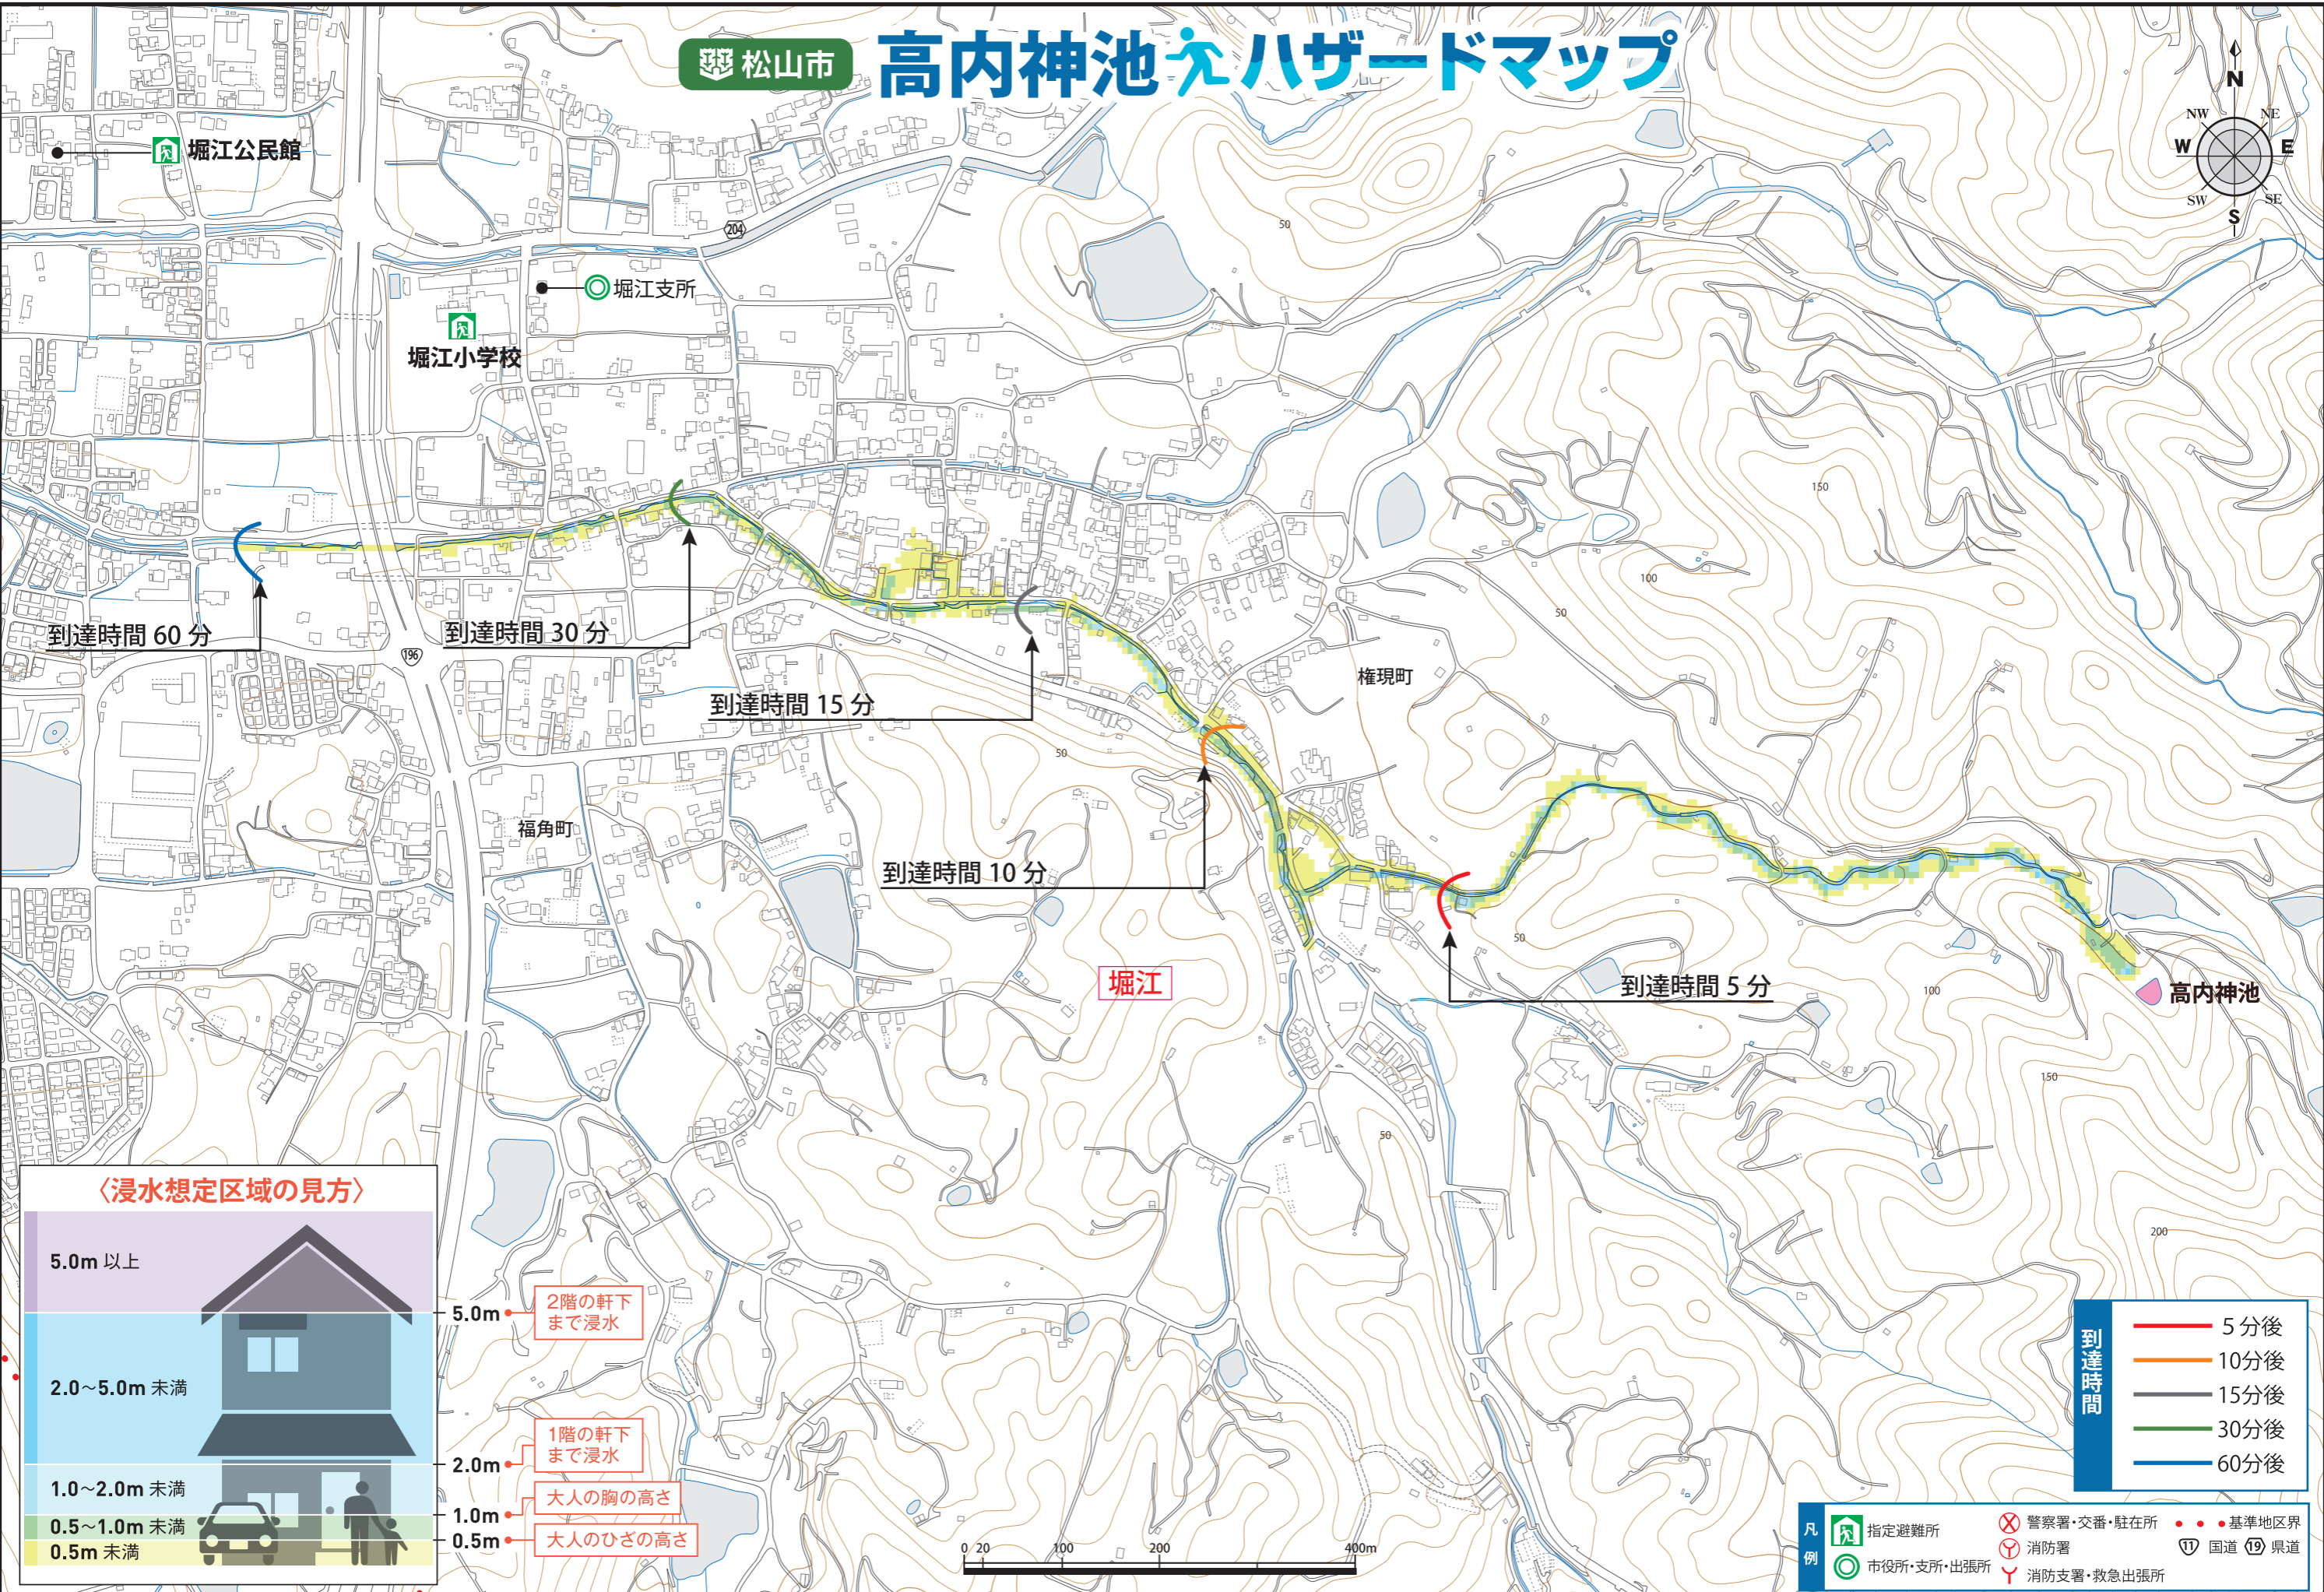 松山市 高内神池 ハザードマップ
N
NW NE
W E
SW SE
S
堀江公民館
204
堀江支所
堀江小学校
50
150
100
50
到達時間 60 分
到達時間 30 分
196
到達時間 15 分
権現町
50
福角町
到達時間 10 分
50
堀江
到達時間 5 分
100
高内神池
150
50
200
〈浸水想定区域の見方〉
5.0m 以上
5.0m
2階の軒下
まで浸水
2.0〜5.0m 未満
1階の軒下
まで浸水
2.0m
1.0〜2.0m 未満
大人の胸の高さ
1.0m
0.5〜1.0m 未満
大人のひざの高さ
0.5m
0.5m 未満
0 20 100 200 400m
到達時間
5分後
10分後
15分後
30分後
60分後
凡例
指定避難所
市役所・支所・出張所
警察署・交番・駐在所
消防署
消防支署・救急出張所
基準地区界
11 国道 19 県道